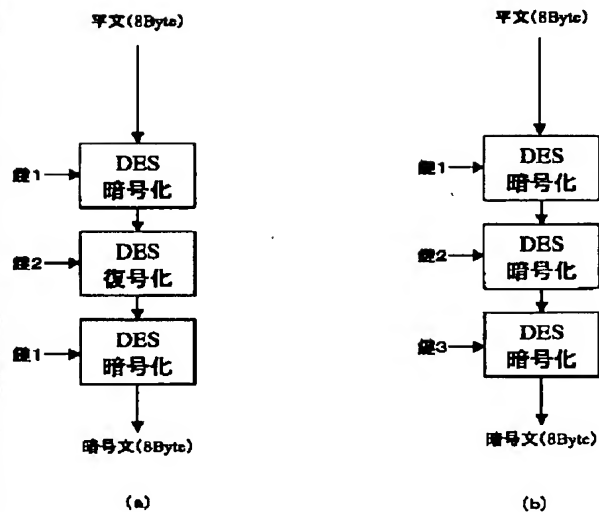 平文(8Byte)
鍵1
DES
暗号化
鍵2
DES
復号化
鍵1
DES
暗号化
暗号文(8Byte)
(a)
平文(8Byte)
鍵1
DES
暗号化
鍵2
DES
暗号化
鍵3
DES
暗号化
暗号文(8Byte)
(b)